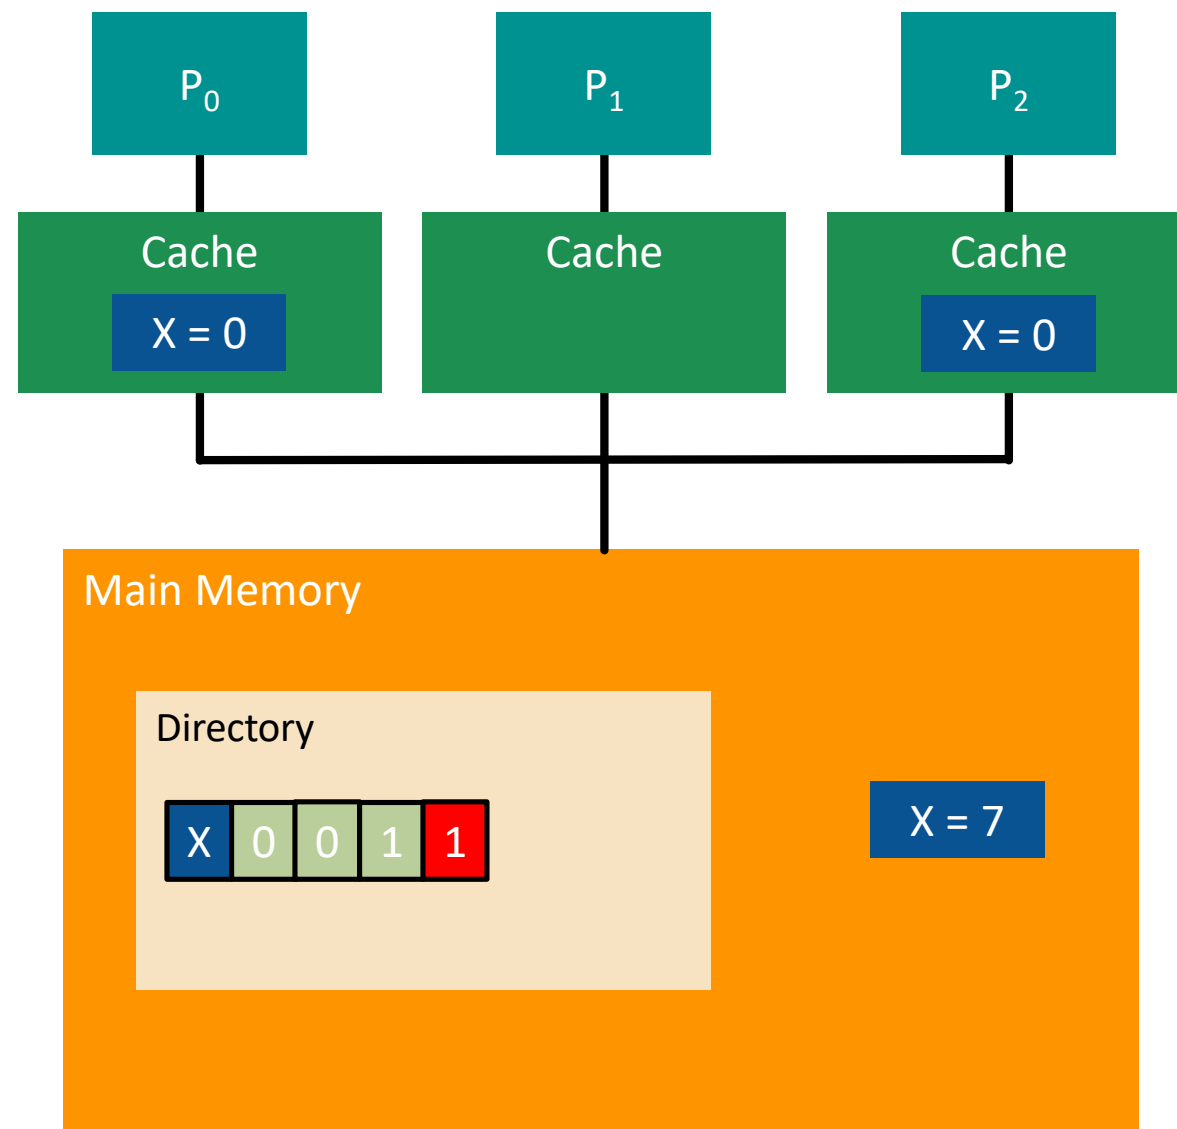 P₀ P₁ P₂
Cache Cache Cache
X = 0 X = 0
Main Memory
Directory
X 0 0 1 1
X = 7